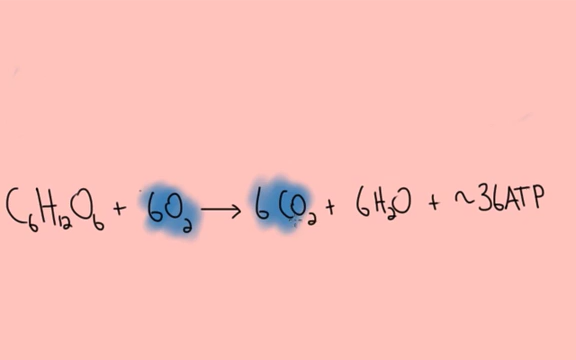 C₆H₁₂O₆ + 6O₂ → 6CO₂ + 6H₂O + ~36ATP